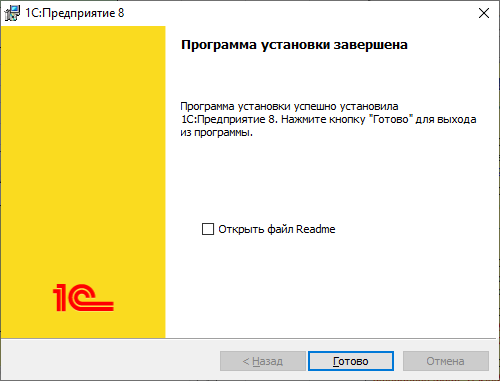 1С:Предприятие 8
Программа установки завершена
Программа установки успешно установила
1С:Предприятие 8. Нажмите кнопку "Готово" для выхода
из программы.
Открыть файл Readme
1С
< Назад
Готово
Отмена